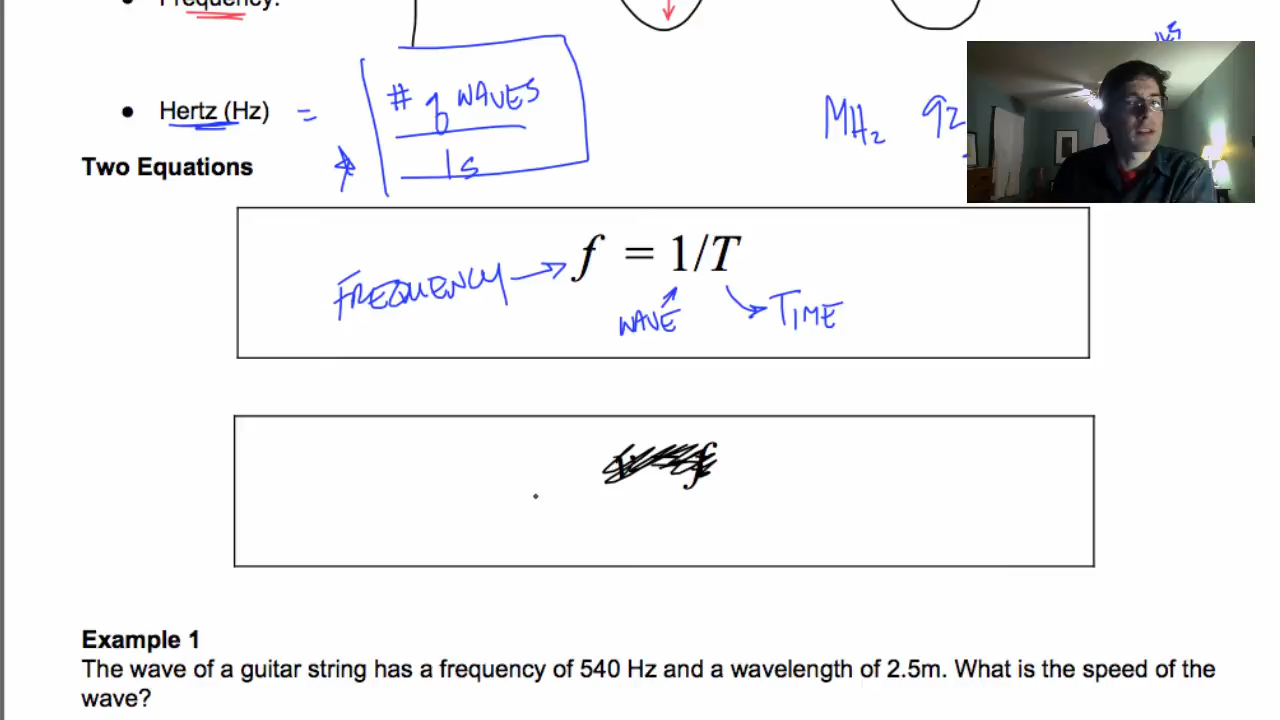 • Frequency:
• Hertz (Hz) = # of WAVES / 1s
MHz 92
Two Equations
f = 1/T
FREQUENCY →
WAVE
TIME
Example 1
The wave of a guitar string has a frequency of 540 Hz and a wavelength of 2.5m. What is the speed of the
wave?